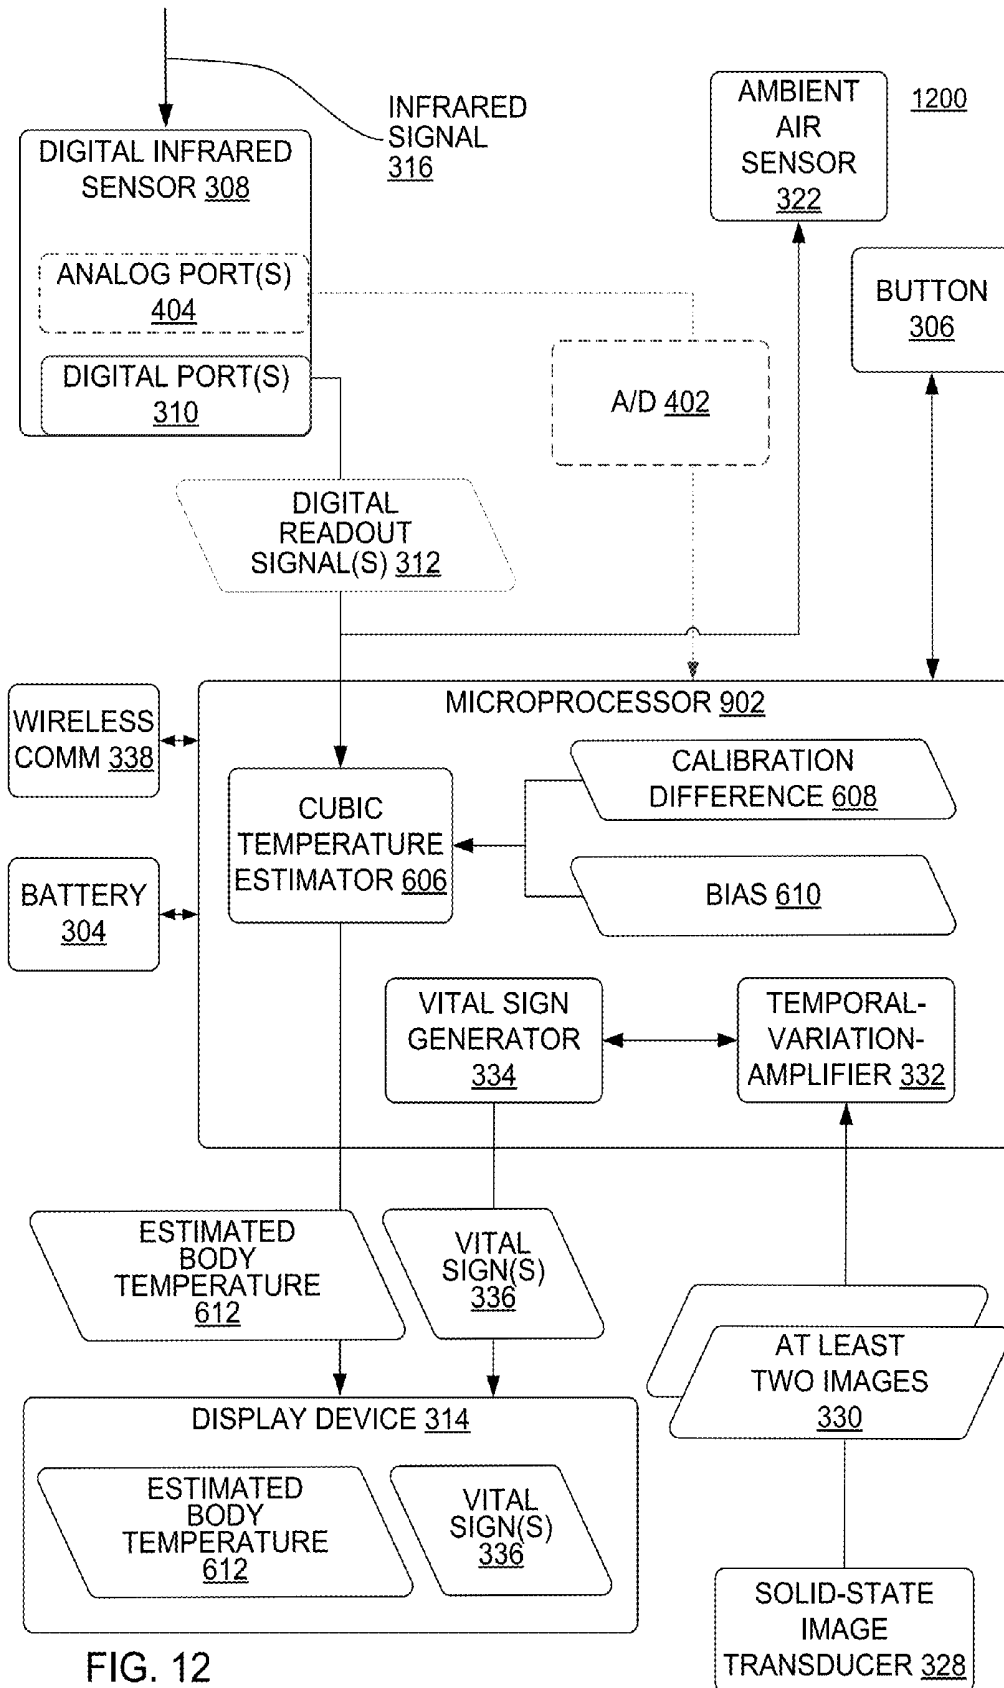 INFRARED
SIGNAL
316
AMBIENT
AIR
SENSOR
322
1200
DIGITAL INFRARED
SENSOR 308
ANALOG PORT(S)
404
DIGITAL PORT(S)
310
A/D 402
BUTTON
306
DIGITAL
READOUT
SIGNAL(S) 312
MICROPROCESSOR 902
WIRELESS
COMM 338
CUBIC
TEMPERATURE
ESTIMATOR 606
CALIBRATION
DIFFERENCE 608
BATTERY
304
BIAS 610
VITAL SIGN
GENERATOR
334
TEMPORAL-
VARIATION-
AMPLIFIER 332
ESTIMATED
BODY
TEMPERATURE
612
VITAL
SIGN(S)
336
AT LEAST
TWO IMAGES
330
DISPLAY DEVICE 314
ESTIMATED
BODY
TEMPERATURE
612
VITAL
SIGN(S)
336
SOLID-STATE
IMAGE
TRANSDUCER 328
FIG. 12